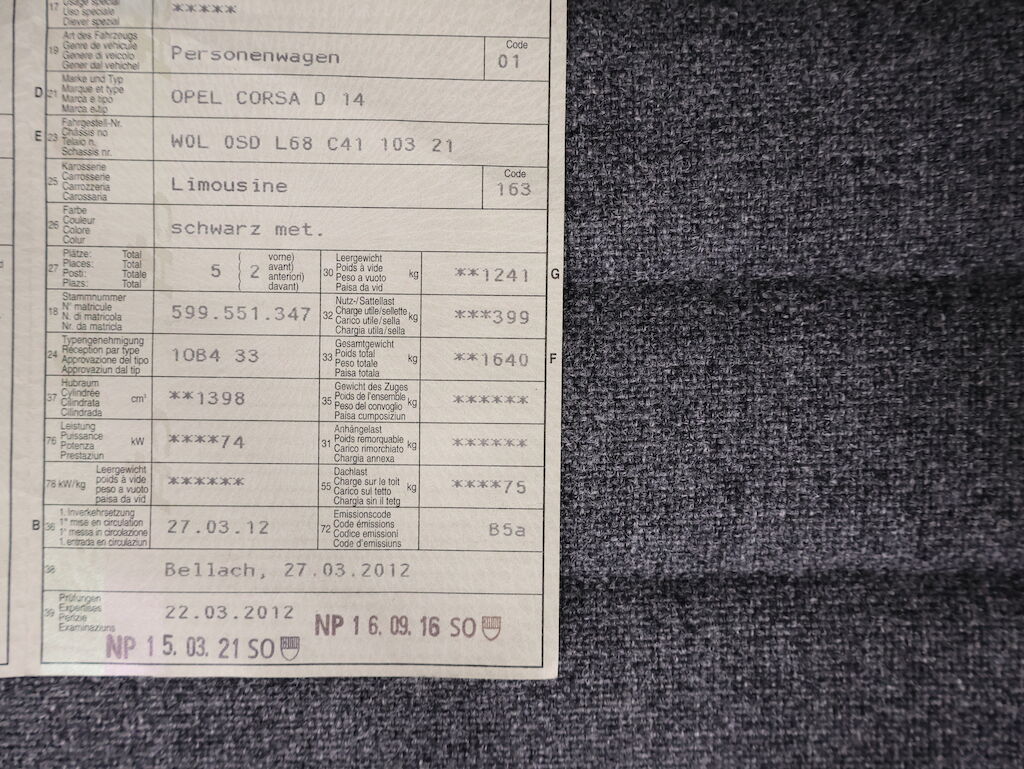 17 Usage spécial
Uso speciale
Diever spezial
*****
19 Art des Fahrzeugs
Genre de véhicule
Genere di veicolo
Gener dal vehichel
Personenwagen
Code
01
D 21 Marke und Typ
Marque et type
Marca e tipo
Marca e tip
OPEL CORSA D 14
E 23 Fahrgestell-Nr.
Châssis no
Telaio n.
Schassis nr.
WOL OSD L68 C41 103 21
25 Karosserie
Carrosserie
Carrozzeria
Carossaria
Limousine
Code
163
26 Farbe
Couleur
Colore
Colur
schwarz met.
27 Plätze: Total
Places: Total
Posti: Totale
Plazs: Total
5 ( 2 vorne)
avant)
anteriori)
davant)
30 Leergewicht
Poids à vide
Peso a vuoto
Paisa da vid
kg
**1241
G
18 Stammnummer
N° matricule
N. di matricola
Nr. da matricla
599.551.347
32 Nutz-/Sattellast
Charge utile/sellette
Carico utile/sella
Chargia utila/sella
kg
***399
24 Typengenehmigung
Réception par type
Approvazione del tipo
Approvaziun dal tip
1OB4 33
33 Gesamtgewicht
Poids total
Peso totale
Paisa totala
kg
**1640
F
37 Hubraum
Cylindrée
Cilindrata
Cilindrada
cm³
**1398
35 Gewicht des Zuges
Poids de l'ensemble
Peso del convoglio
Paisa cumposiziun
kg
******
76 Leistung
Puissance
Potenza
Prestaziun
kW
****74
31 Anhängelast
Poids remorquable
Carico rimorchiato
Chargia annexa
kg
******
78 kW/kg Leergewicht
poids à vide
peso a vuoto
paisa da vid
******
55 Dachlast
Charge sur le toit
Carico sul tetto
Chargia sin il tetg
kg
****75
B 36 1. Inverkehrsetzung
1re mise en circulation
1a messa in circolazione
1. entrada en circulaziun
27.03.12
72 Emissionscode
Code émissions
Codice emissioni
Code d'emissiuns
B5a
38
Bellach, 27.03.2012
39 Prüfungen
Expertises
Perizie
Examinaziuns
22.03.2012
NP 16.09.16 SO
NP 15.03.21 SO